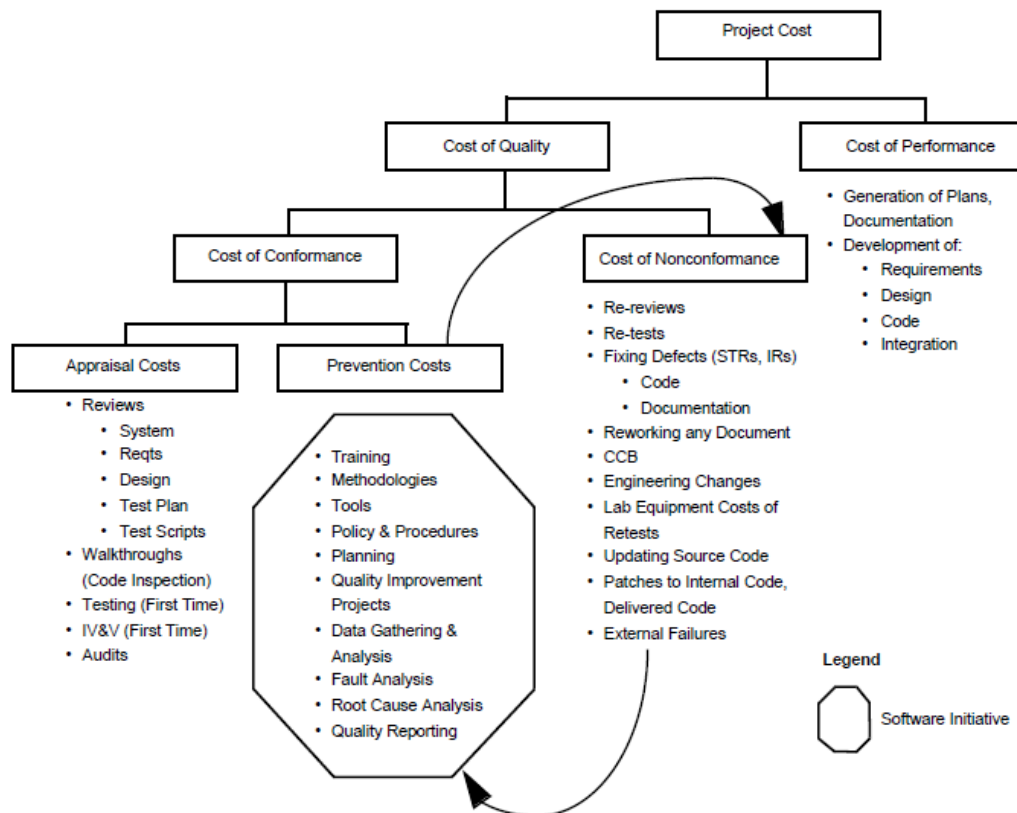 Project Cost
Cost of Quality
Cost of Performance
• Generation of Plans,
Documentation
• Development of:
• Requirements
• Design
• Code
• Integration
Cost of Conformance
Cost of Nonconformance
• Re-reviews
• Re-tests
• Fixing Defects (STRs, IRs)
• Code
• Documentation
• Reworking any Document
• CCB
• Engineering Changes
• Lab Equipment Costs of
Retests
• Updating Source Code
• Patches to Internal Code,
Delivered Code
• External Failures
Appraisal Costs
• Reviews
• System
• Reqts
• Design
• Test Plan
• Test Scripts
• Walkthroughs
(Code Inspection)
• Testing (First Time)
• IV&V (First Time)
• Audits
Prevention Costs
• Training
• Methodologies
• Tools
• Policy & Procedures
• Planning
• Quality Improvement
Projects
• Data Gathering &
Analysis
• Fault Analysis
• Root Cause Analysis
• Quality Reporting
Legend
Software Initiative